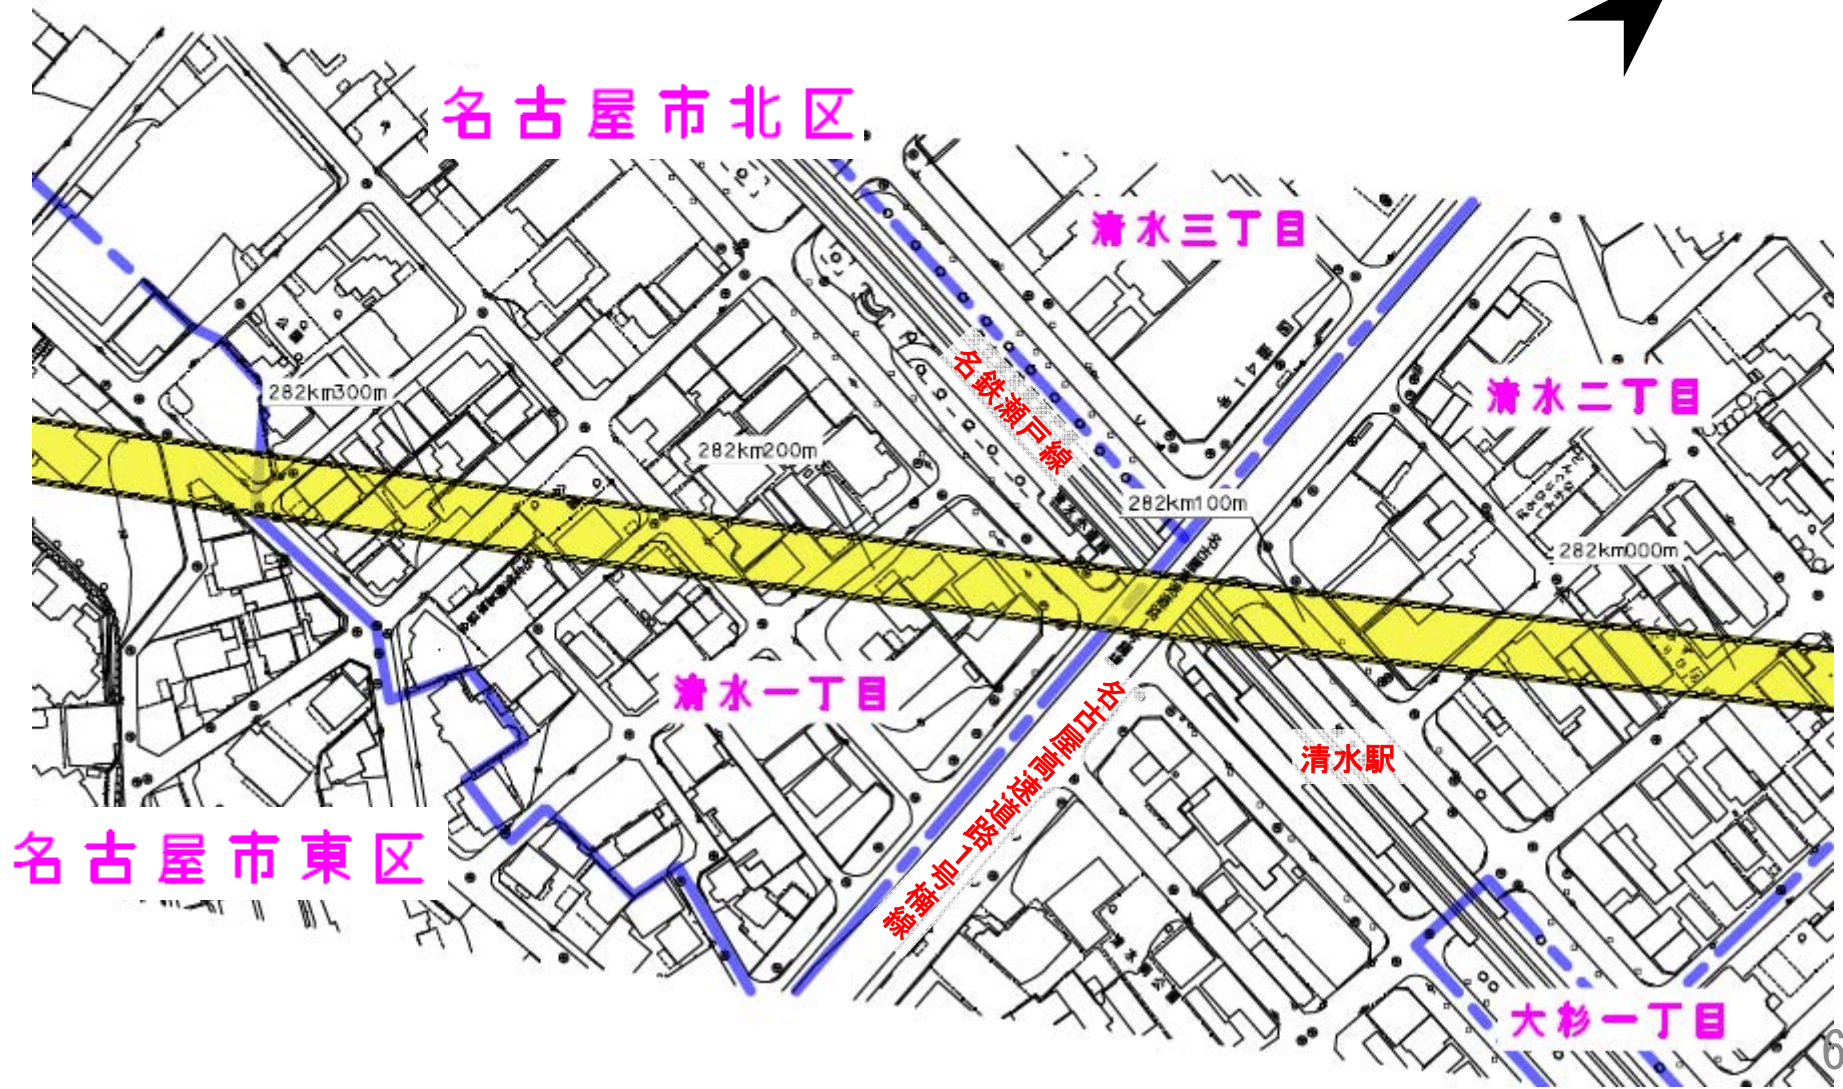 名古屋市北区
清水三丁目
282km300m
名鉄瀬戸線
清水二丁目
282km200m
282km100m
282km000m
清水一丁目
名古屋高速道路1号楠線
清水駅
名古屋市東区
大杉一丁目
6